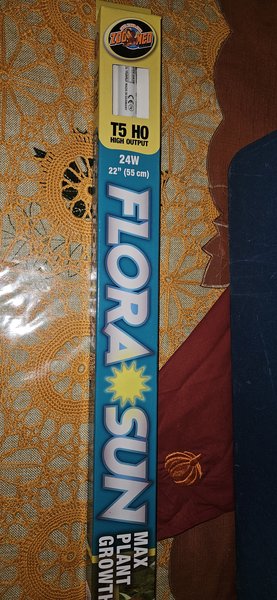 ZOO MED
T5 HO
HIGH OUTPUT
24W
22" (55 cm)
FLORA SUN
MAX
PLANT
GROWTH